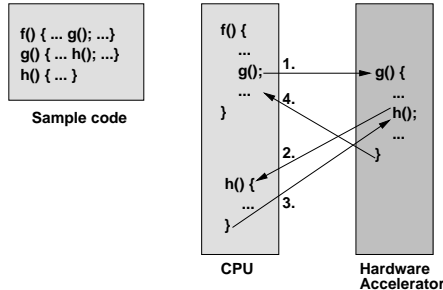 f() { ... g(); ...}
g() { ... h(); ...}
h() { ... }
Sample code
f() {
...
g();
...
}
h() {
...
}
CPU
1.
4.
2.
3.
g() {
...
h();
...
}
Hardware
Accelerator